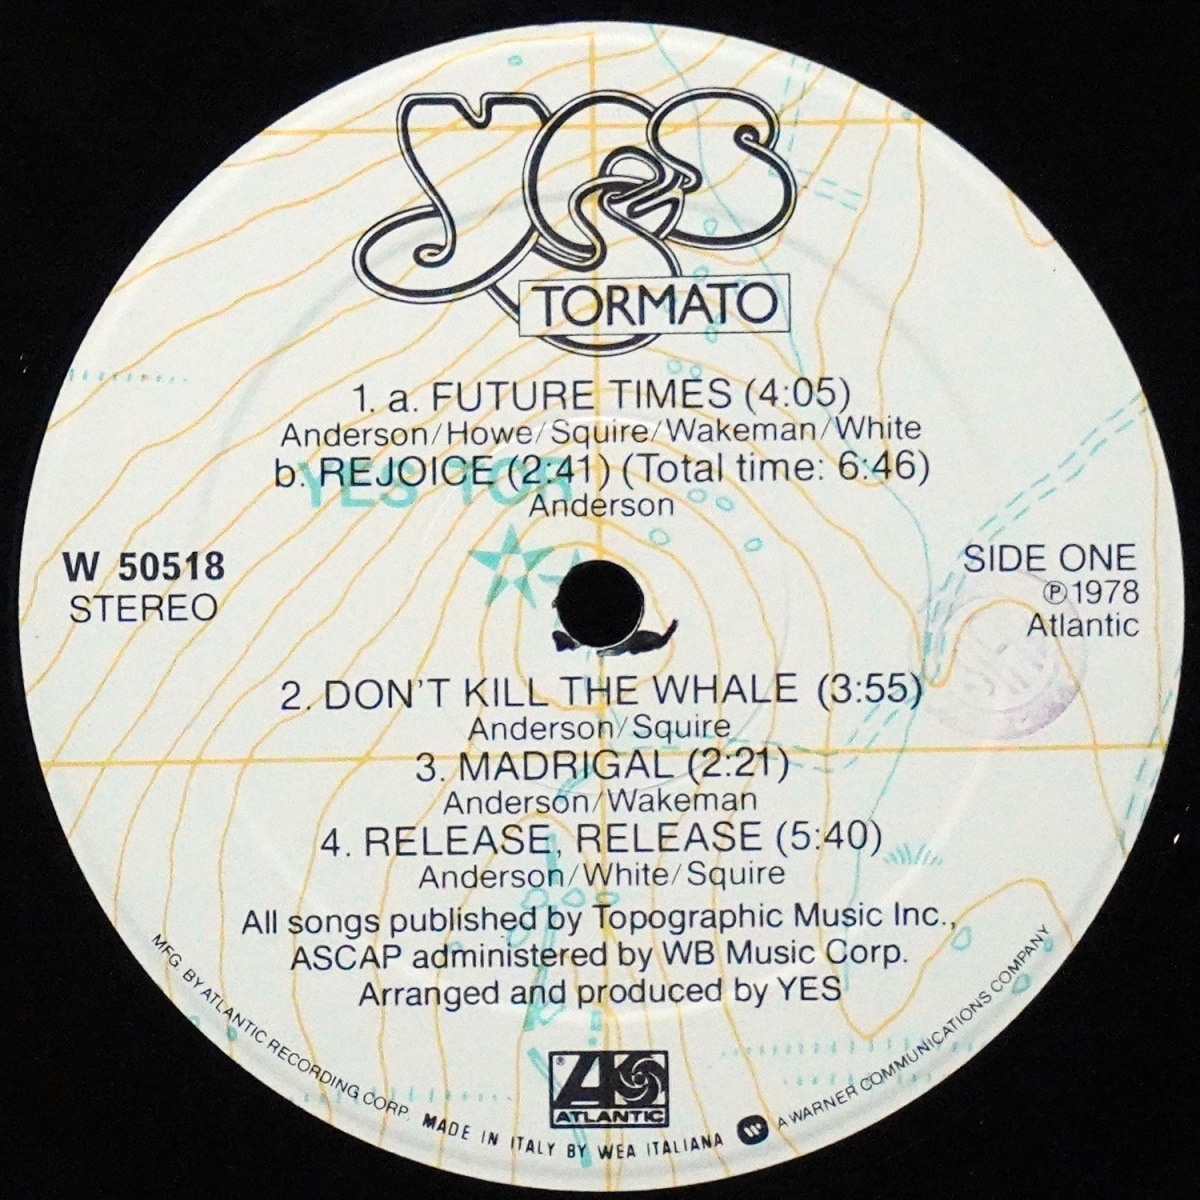 YES
TORMATO
1. a. FUTURE TIMES (4:05)
Anderson/Howe/Squire/Wakeman/White
b. REJOICE (2:41) (Total time: 6:46)
Anderson
YES TOR
W 50518
STEREO
SIDE ONE
Ⓟ1978
Atlantic
2. DON'T KILL THE WHALE (3:55)
Anderson/Squire
3. MADRIGAL (2:21)
Anderson/Wakeman
4. RELEASE, RELEASE (5:40)
Anderson/White/Squire
All songs published by Topographic Music Inc.,
ASCAP administered by WB Music Corp.
Arranged and produced by YES
® ATLANTIC
MFG. BY ATLANTIC RECORDING CORP. MADE IN ITALY BY WEA ITALIANA A WARNER COMMUNICATIONS COMPANY